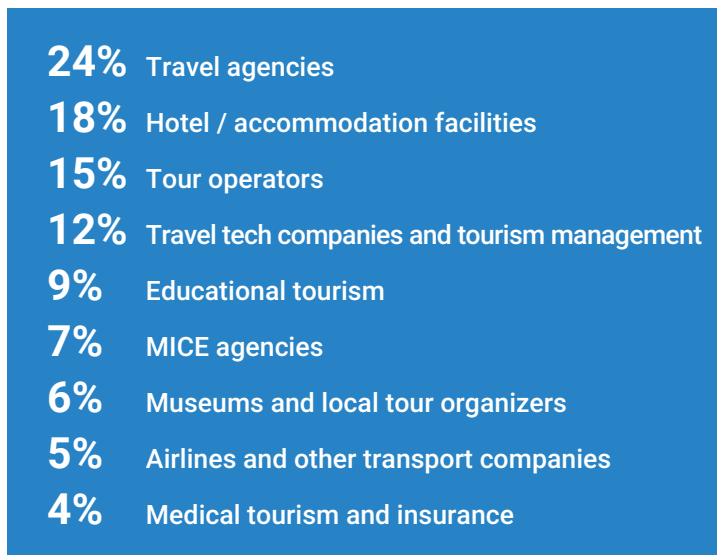 24% Travel agencies
18% Hotel / accommodation facilities
15% Tour operators
12% Travel tech companies and tourism management
9% Educational tourism
7% MICE agencies
6% Museums and local tour organizers
5% Airlines and other transport companies
4% Medical tourism and insurance